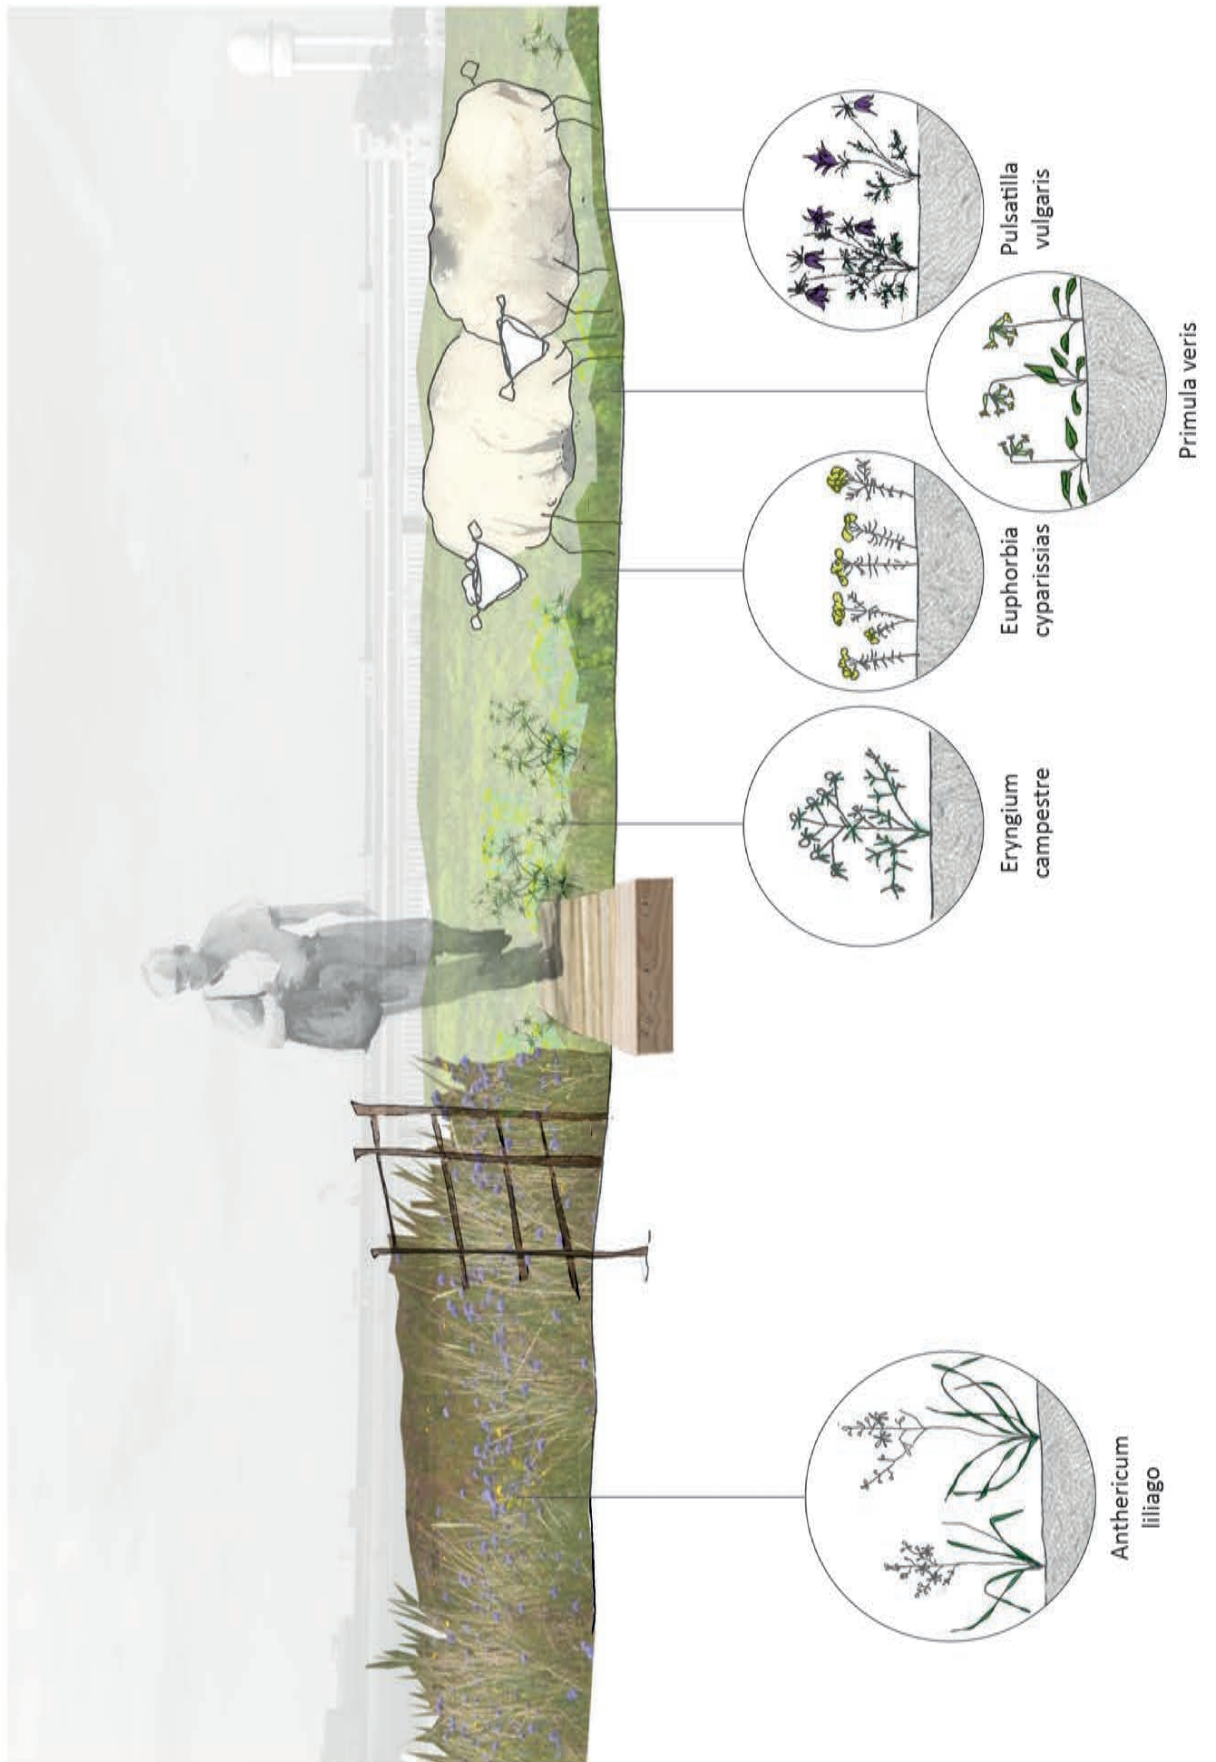 Anthericum
liliago
Eryngium
campestre
Euphorbia
cyparissias
Primula veris
Pulsatilla
vulgaris